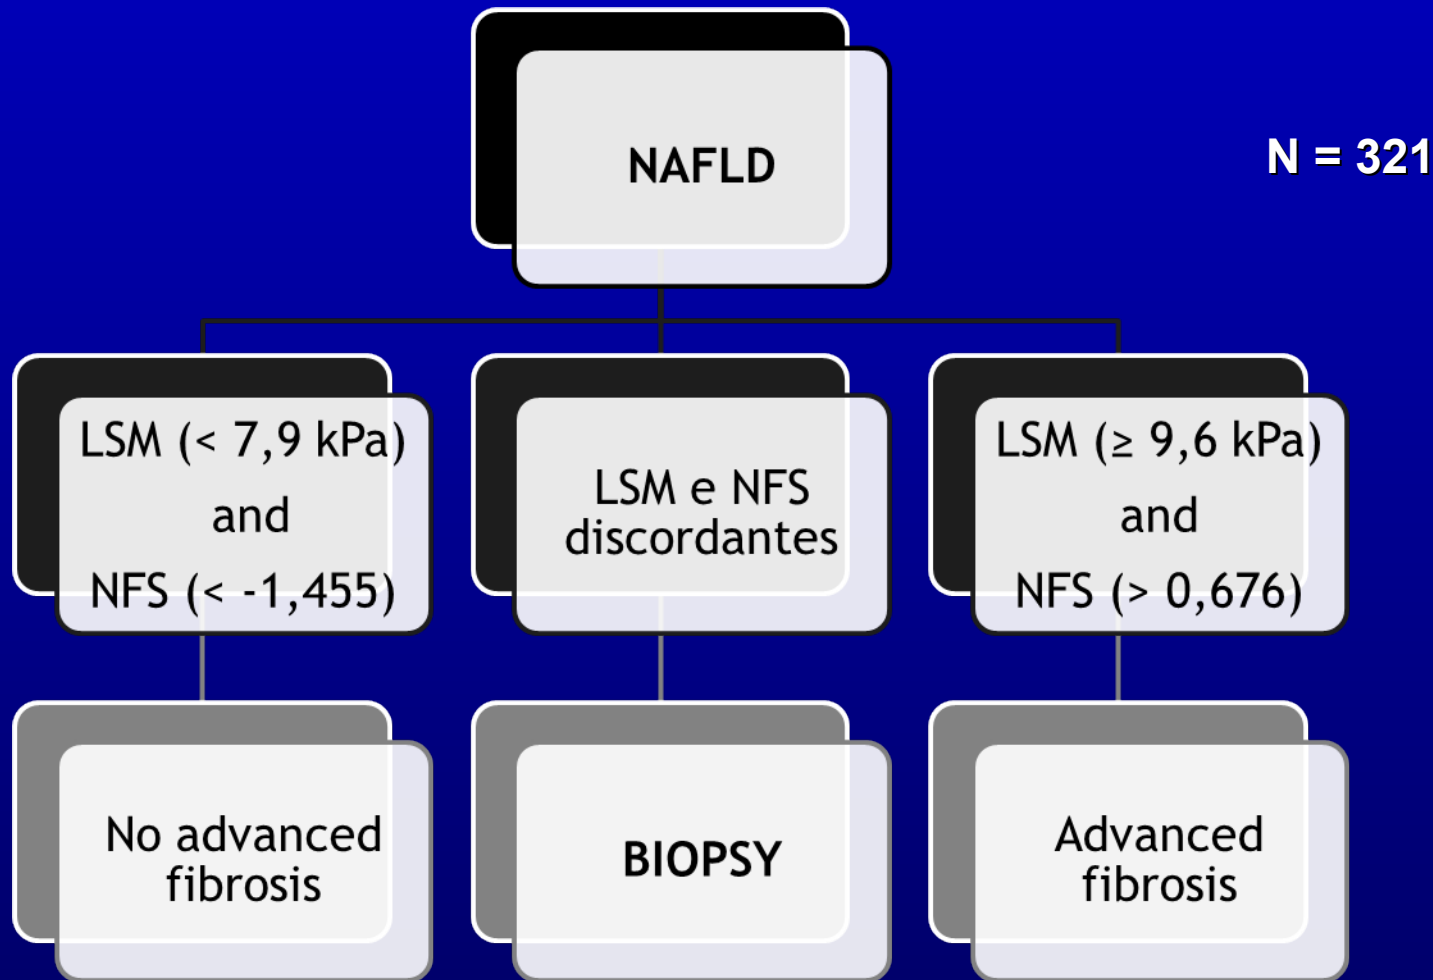 NAFLD
N = 321
LSM (< 7,9 kPa)
and
NFS (< -1,455)
LSM e NFS
discordantes
LSM (≥ 9,6 kPa)
and
NFS (> 0,676)
No advanced
fibrosis
BIOPSY
Advanced
fibrosis